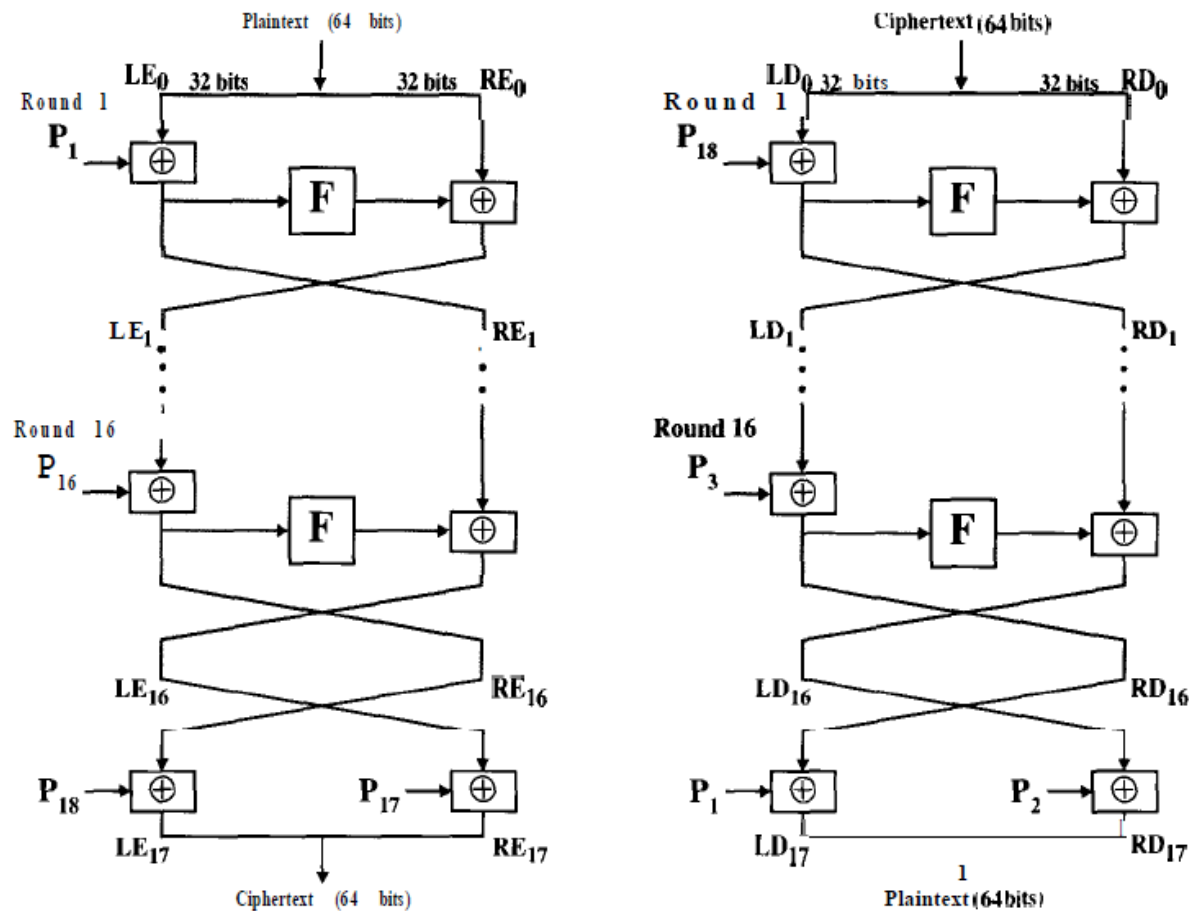 Plaintext (64 bits)
LE0 32 bits 32 bits RE0
Round 1
P1
⊕
F
⊕
LE1 RE1
Round 16
P16
⊕
F
⊕
LE16 RE16
P18 ⊕ P17 ⊕
LE17 RE17
Ciphertext (64 bits)
Ciphertext (64 bits)
LD0 32 bits 32 bits RD0
Round 1
P18
⊕
F
⊕
LD1 RD1
Round 16
P3
⊕
F
⊕
LD16 RD16
P1 ⊕ P2 ⊕
LD17 RD17
1
Plaintext (64bits)